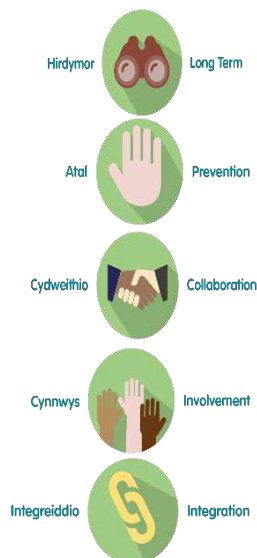 Hirdymor Long Term
Atal Prevention
Cydweithio Collaboration
Cynnwys Involvement
Integreiddio Integration